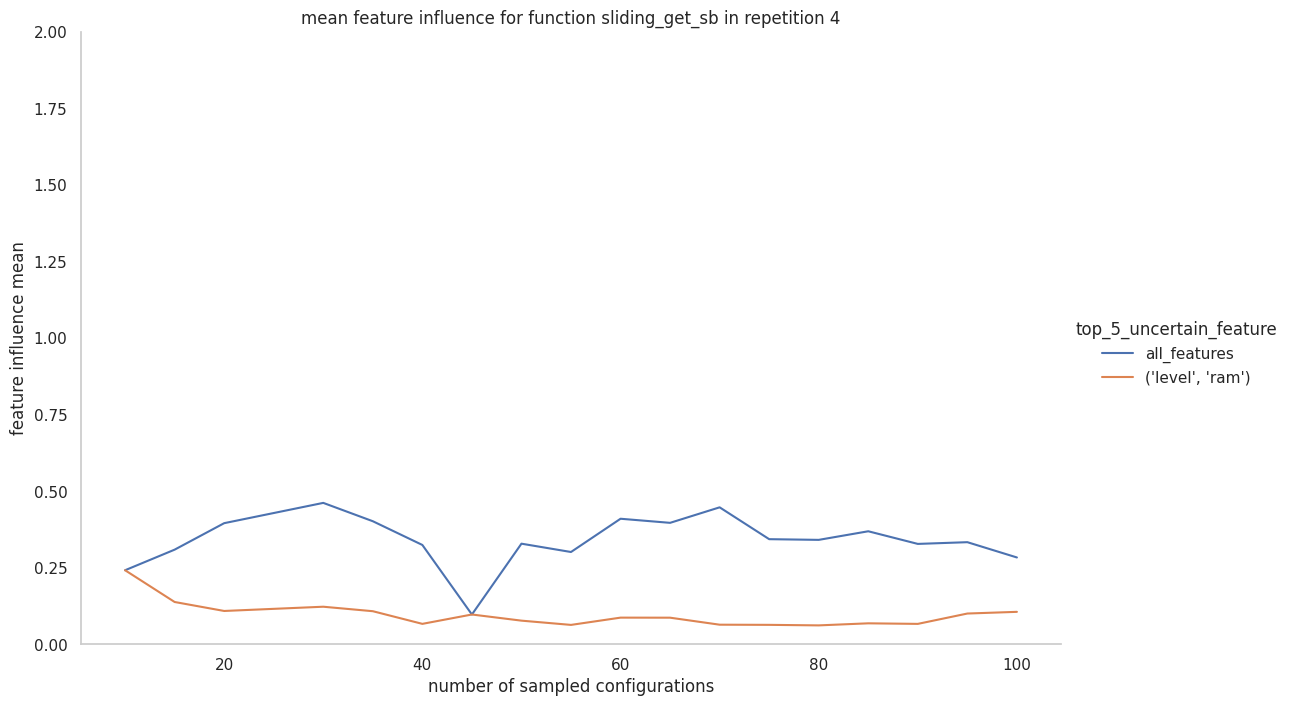 mean feature influence for function sliding_get_sb in repetition 4
2.00
1.75
1.50
1.25
1.00
0.75
0.50
0.25
0.00
feature influence mean
20 40 60 80 100
number of sampled configurations
top_5_uncertain_feature
all_features
('level', 'ram')